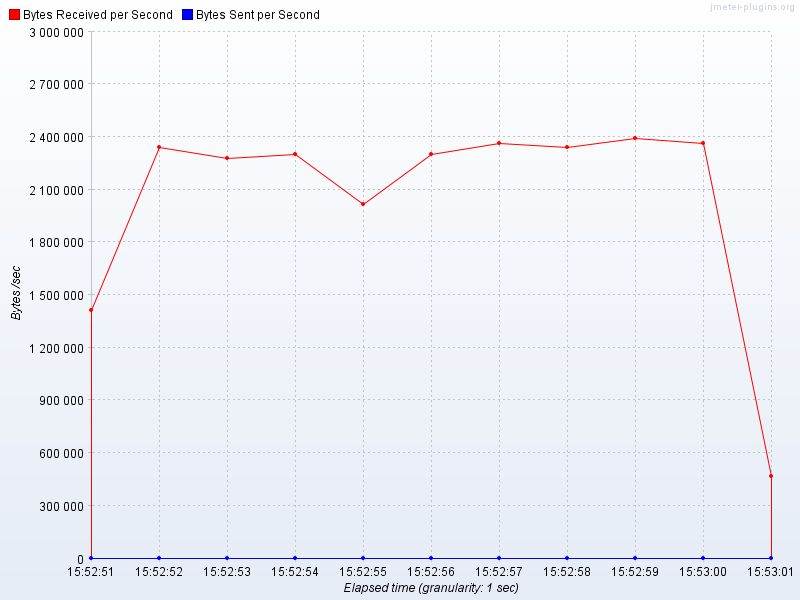 jmeter-plugins.org
Bytes Received per Second Bytes Sent per Second
3 000 000
2 700 000
2 400 000
2 100 000
1 800 000
1 500 000
1 200 000
900 000
600 000
300 000
0
Bytes /sec
15:52:51 15:52:52 15:52:53 15:52:54 15:52:55 15:52:56 15:52:57 15:52:58 15:52:59 15:53:00 15:53:01
Elapsed time (granularity: 1 sec)